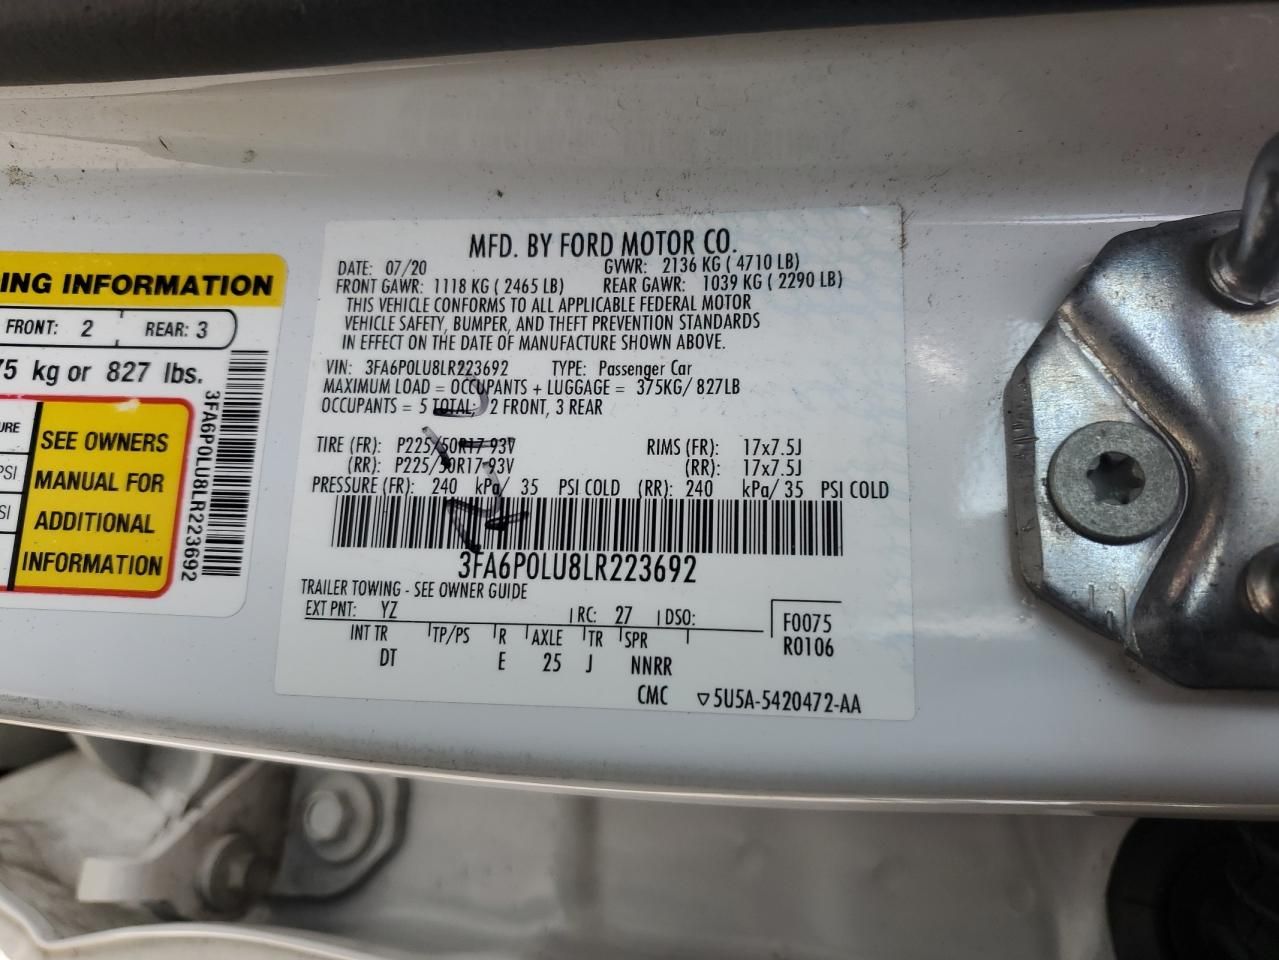 MFD. BY FORD MOTOR CO.
DATE: 07/20 GVWR: 2136 KG ( 4710 LB)
FRONT GAWR: 1118 KG ( 2465 LB) REAR GAWR: 1039 KG ( 2290 LB)
THIS VEHICLE CONFORMS TO ALL APPLICABLE FEDERAL MOTOR
VEHICLE SAFETY, BUMPER, AND THEFT PREVENTION STANDARDS
IN EFFECT ON THE DATE OF MANUFACTURE SHOWN ABOVE.
VIN: 3FA6P0LU8LR223692 TYPE: Passenger Car
MAXIMUM LOAD = OCCUPANTS + LUGGAGE = 375KG/ 827LB
OCCUPANTS = 5 TOTAL; 2 FRONT, 3 REAR
TIRE (FR): P225/50R17 93V RIMS (FR): 17x7.5J
(RR): P225/50R17 93V (RR): 17x7.5J
PRESSURE (FR): 240 kPa/ 35 PSI COLD (RR): 240 kPa/ 35 PSI COLD
3FA6P0LU8LR223692
TRAILER TOWING - SEE OWNER GUIDE
EXT PNT: YZ RC: 27 DSO:
F0075
R0106
INT TR TP/PS R AXLE TR SPR
DT E 25 J NNRR
CMC ▽5U5A-5420472-AA
ING INFORMATION
FRONT: 2 REAR: 3
75 kg or 827 lbs.
SEE OWNERS
MANUAL FOR
ADDITIONAL
INFORMATION
URE
PSI
SI
3FA6P0LU8LR223692